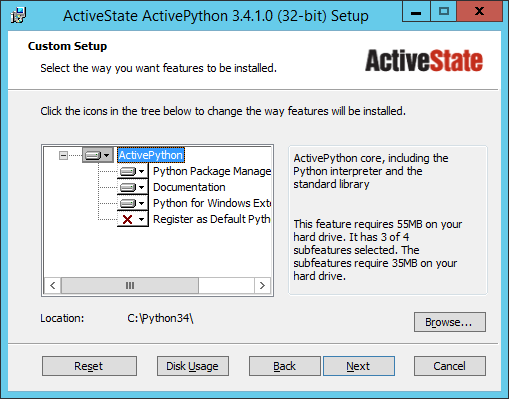 ActiveState ActivePython 3.4.1.0 (32-bit) Setup
Custom Setup
Select the way you want features to be installed.
ActiveState
Click the icons in the tree below to change the way features will be installed.
ActivePython
Python Package Manage
Documentation
Python for Windows Ext
Register as Default Pyth
ActivePython core, including the
Python interpreter and the
standard library
This feature requires 55MB on your
hard drive. It has 3 of 4
subfeatures selected. The
subfeatures require 35MB on your
hard drive.
Location: C:\Python34\
Browse...
Reset Disk Usage Back Next Cancel